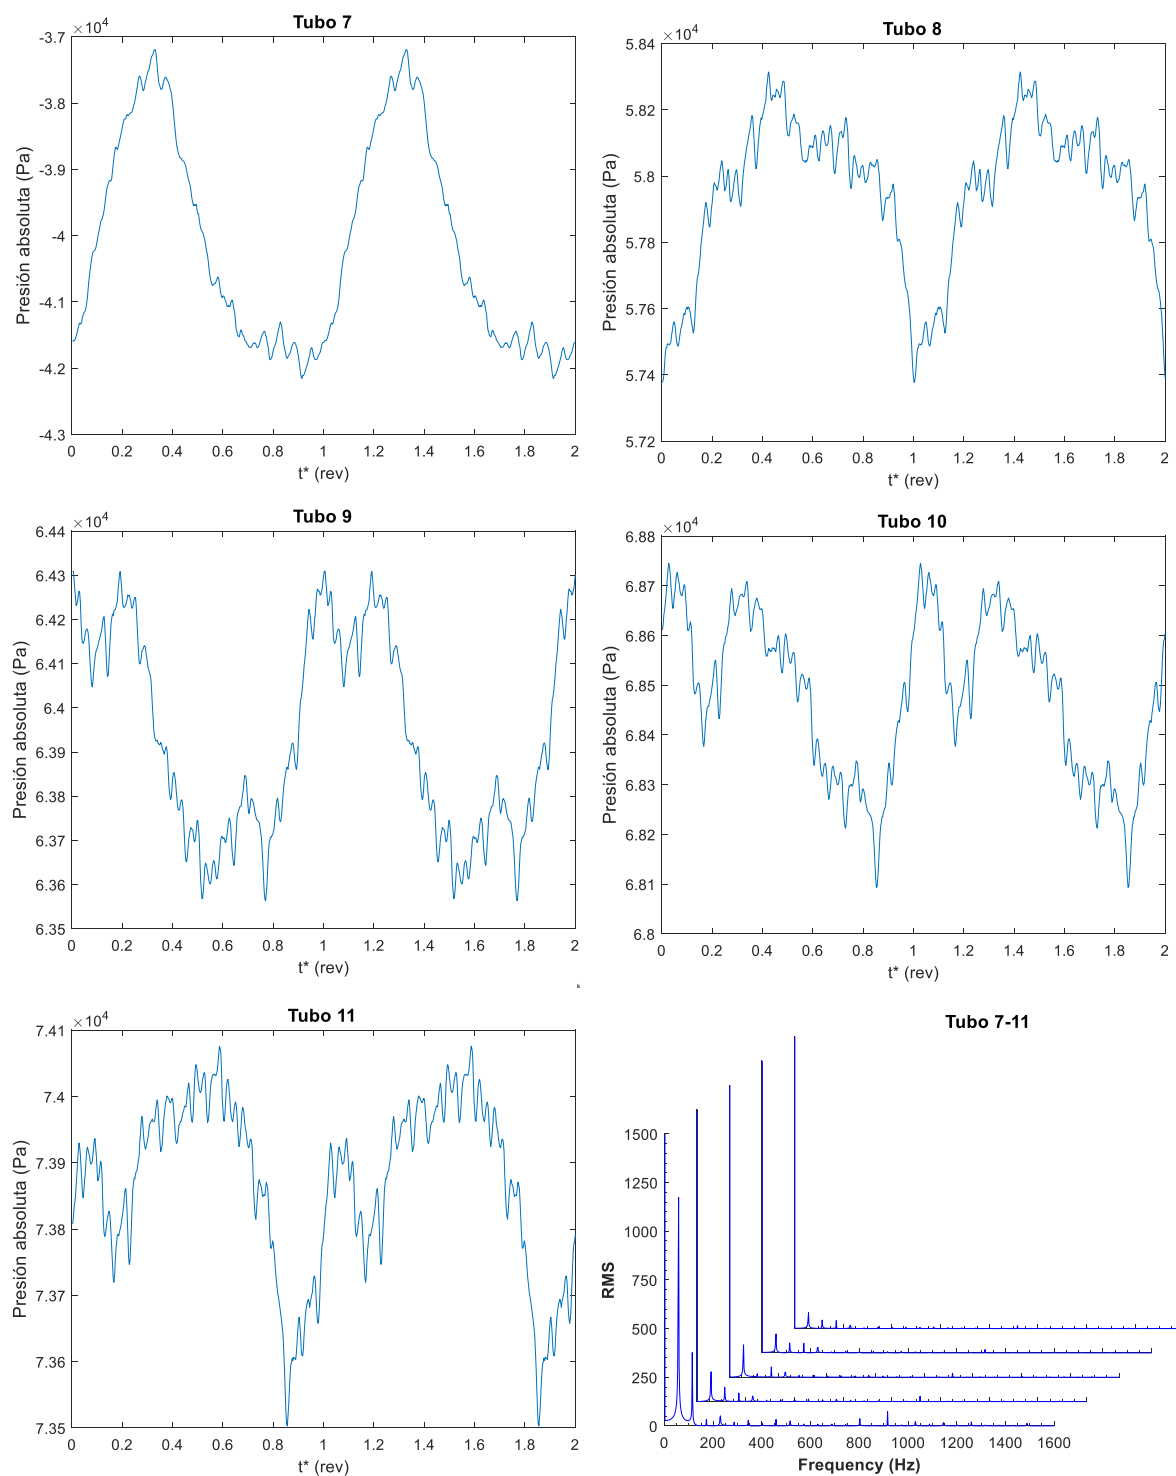 Tubo 7
×10⁴
Presión absoluta (Pa)
-3.7
-3.8
-3.9
-4
-4.1
-4.2
-4.3
0 0.2 0.4 0.6 0.8 1 1.2 1.4 1.6 1.8 2
t* (rev)
Tubo 8
×10⁴
Presión absoluta (Pa)
5.84
5.82
5.8
5.78
5.76
5.74
5.72
0 0.2 0.4 0.6 0.8 1 1.2 1.4 1.6 1.8 2
t* (rev)
Tubo 9
×10⁴
Presión absoluta (Pa)
6.44
6.43
6.42
6.41
6.4
6.39
6.38
6.37
6.36
6.35
0 0.2 0.4 0.6 0.8 1 1.2 1.4 1.6 1.8 2
t* (rev)
Tubo 10
×10⁴
Presión absoluta (Pa)
6.88
6.87
6.86
6.85
6.84
6.83
6.82
6.81
6.8
0 0.2 0.4 0.6 0.8 1 1.2 1.4 1.6 1.8 2
t* (rev)
Tubo 11
×10⁴
Presión absoluta (Pa)
7.41
7.4
7.39
7.38
7.37
7.36
7.35
0 0.2 0.4 0.6 0.8 1 1.2 1.4 1.6 1.8 2
t* (rev)
Tubo 7-11
RMS
1500
1250
1000
750
500
250
0
0 200 400 600 800 1000 1200 1400 1600
Frequency (Hz)